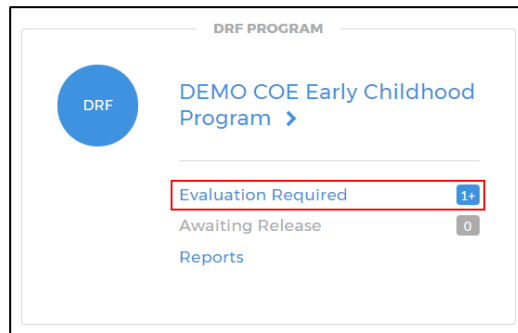 DRF PROGRAM
DRF
DEMO COE Early Childhood
Program >
Evaluation Required 1+
Awaiting Release 0
Reports